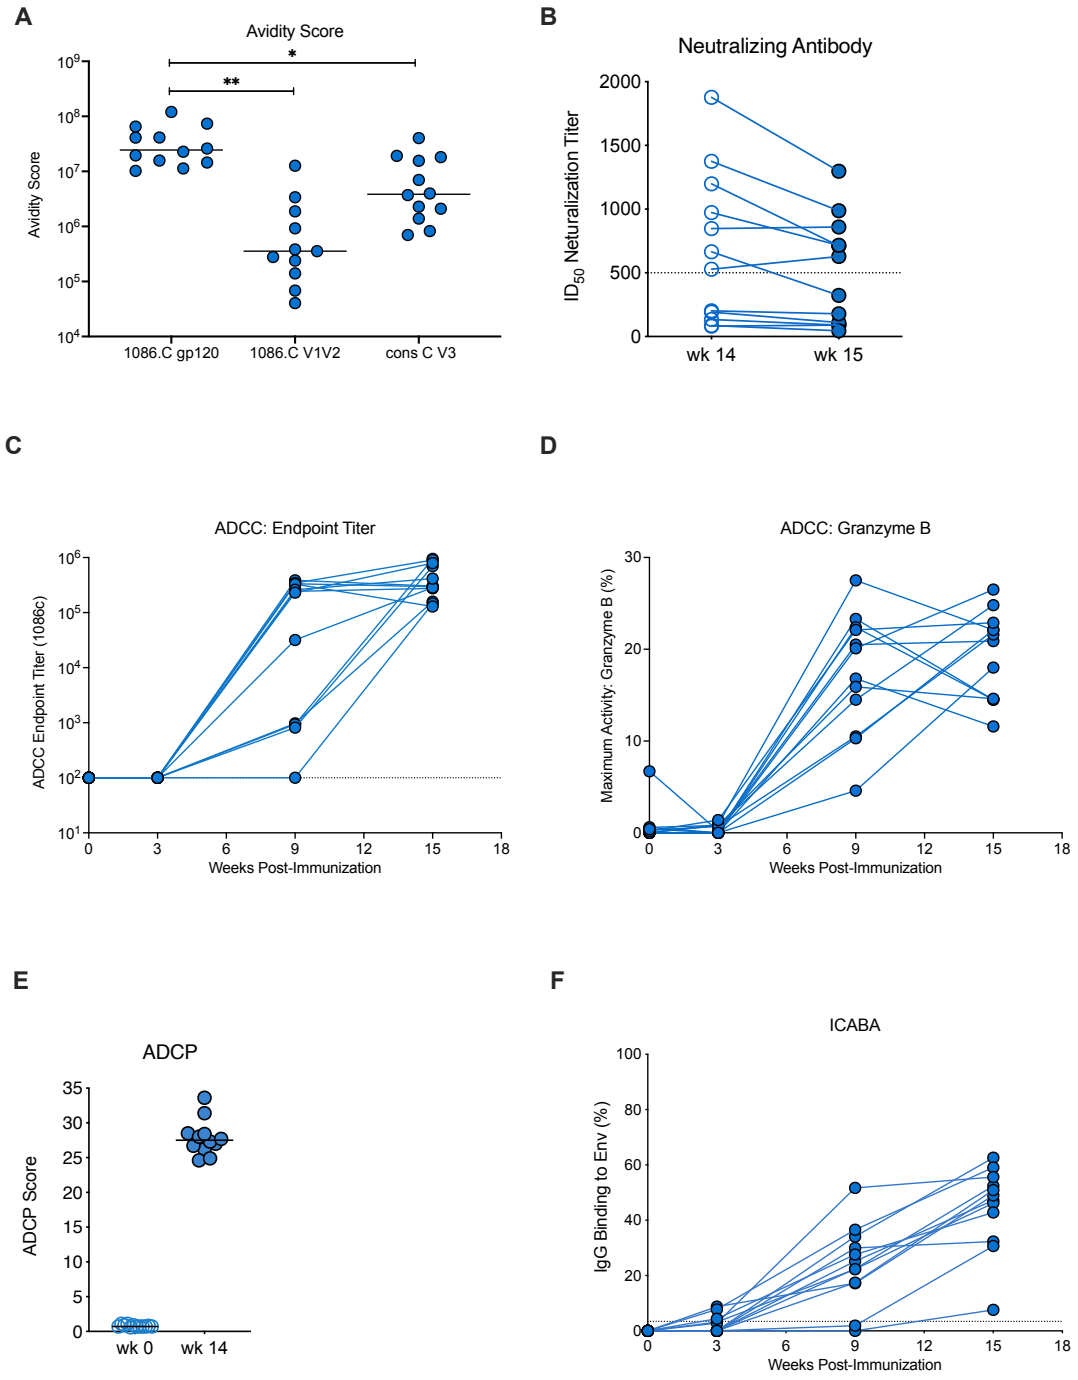 A
Avidity Score
*
**
Avidity Score
10⁹
10⁸
10⁷
10⁶
10⁵
10⁴
1086.C gp120
1086.C V1V2
cons C V3
B
Neutralizing Antibody
ID₅₀ Neturalization Titer
2000
1500
1000
500
0
wk 14
wk 15
C
ADCC: Endpoint Titer
ADCC Endpoint Titer (1086c)
10⁶
10⁵
10⁴
10³
10²
10¹
0
3
6
9
12
15
18
Weeks Post-Immunization
D
ADCC: Granzyme B
Maximum Activity: Granzyme B (%)
30
20
10
0
0
3
6
9
12
15
18
Weeks Post-Immunization
E
ADCP
ADCP Score
35
30
25
20
15
10
5
0
wk 0
wk 14
F
ICABA
IgG Binding to Env (%)
100
80
60
40
20
0
0
3
6
9
12
15
18
Weeks Post-Immunization